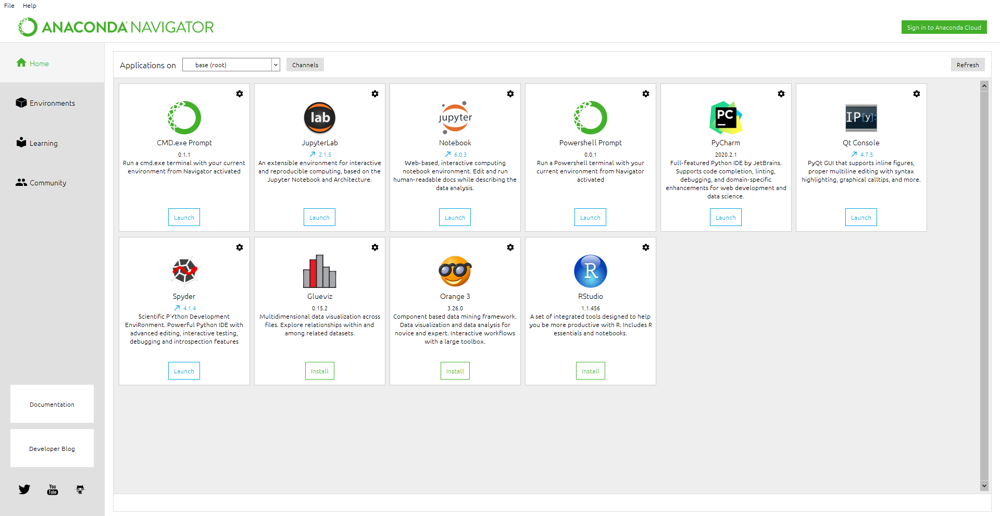 File Help
ANACONDA NAVIGATOR
Sign in to Anaconda Cloud
Home
Environments
Learning
Community
Documentation
Developer Blog
You
Tube
Applications on base (root) Channels Refresh
CMD.exe Prompt
0.1.1
Run a cmd.exe terminal with your current
environment from Navigator activated
Launch
lab
JupyterLab
2.1.5
An extensible environment for interactive
and reproducible computing, based on the
Jupyter Notebook and Architecture.
Launch
jupyter
Notebook
6.0.3
Web-based, interactive computing
notebook environment. Edit and run
human-readable docs while describing the
data analysis.
Launch
Powershell Prompt
0.0.1
Run a Powershell terminal with your
current environment from Navigator
activated
Launch
PC
PyCharm
2020.2.1
Full-featured Python IDE by JetBrains.
Supports code completion, linting,
debugging, and domain-specific
enhancements for web development and
data science.
Launch
IP[y]:
Qt Console
4.7.5
PyQt GUI that supports inline figures,
proper multiline editing with syntax
highlighting, graphical calltips, and more.
Launch
Spyder
4.1.4
Scientific PYthon Development
EnviRonment. Powerful Python IDE with
advanced editing, interactive testing,
debugging and introspection features
Launch
Glueviz
0.15.2
Multidimensional data visualization across
files. Explore relationships within and
among related datasets.
Install
Orange 3
3.26.0
Component based data mining framework.
Data visualization and data analysis for
novice and expert. Interactive workflows
with a large toolbox.
Install
R
RStudio
1.1.456
A set of integrated tools designed to help
you be more productive with R. Includes R
essentials and notebooks.
Install